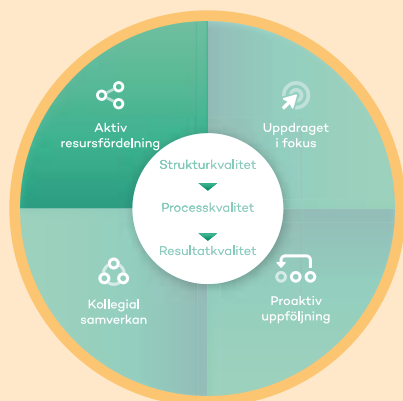 Aktiv
resursfördelning
Uppdraget
i fokus
Strukturkvalitet
Processkvalitet
Resultatkvalitet
Kollegial
samverkan
Proaktiv
uppföljning